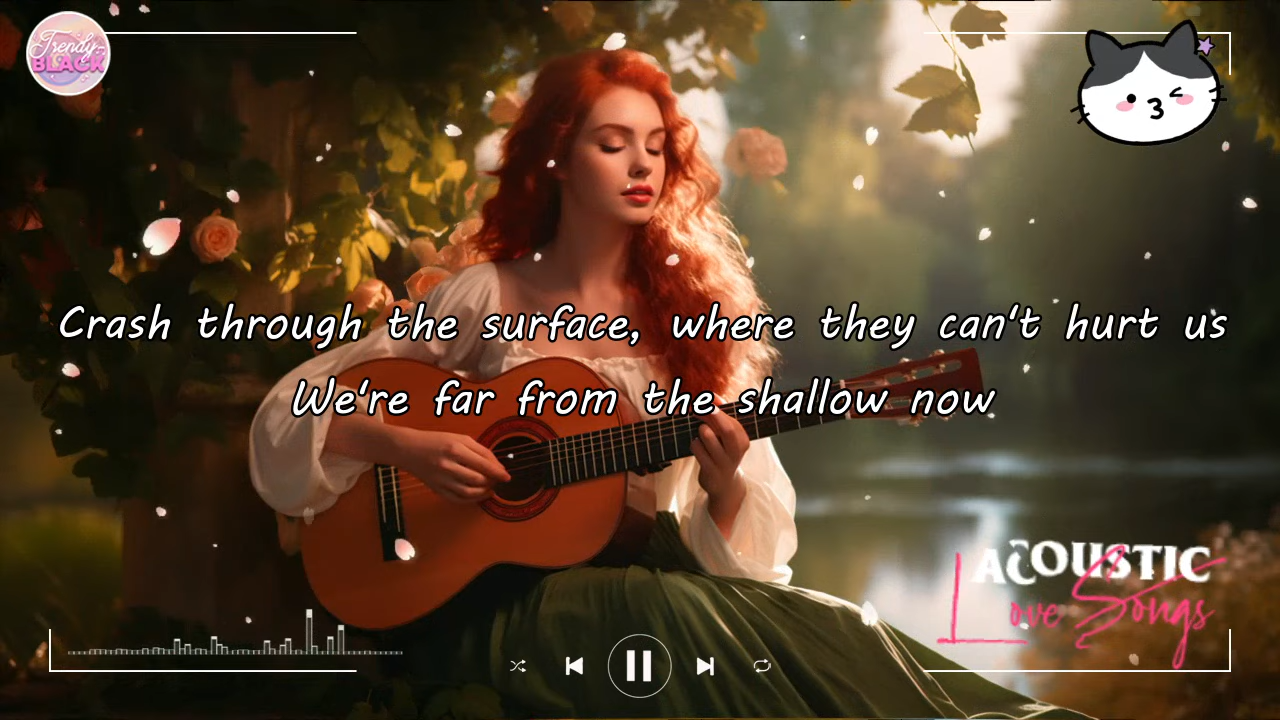 Trendy
BLACK
Crash through the surface, where they can't hurt us
We're far from the shallow now
ACOUSTIC
Love Songs